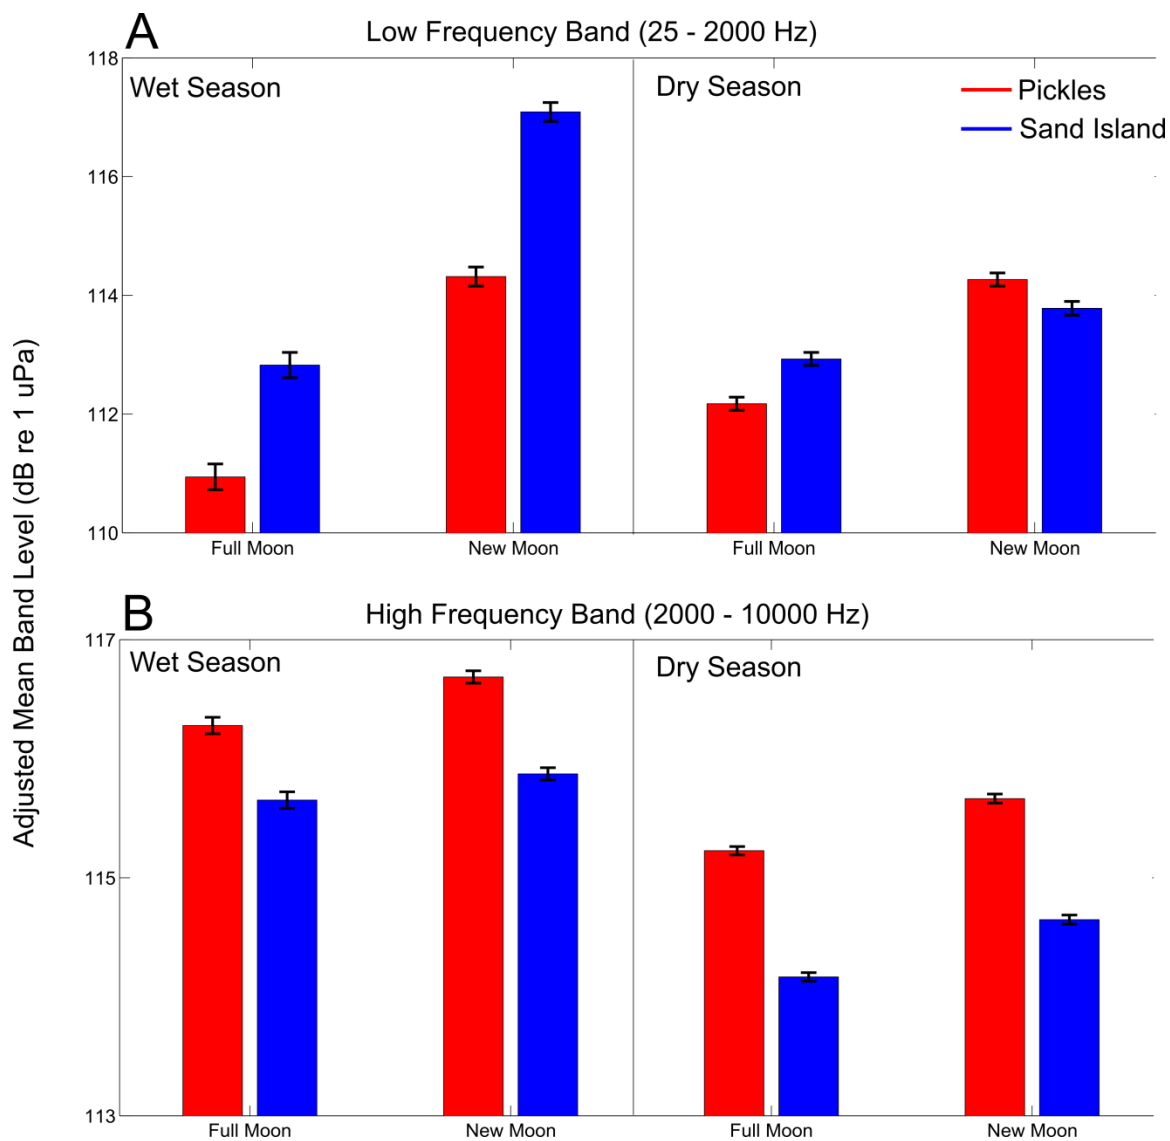 A
Low Frequency Band (25 - 2000 Hz)
118
116
114
112
110
Wet Season
Dry Season
Pickles
Sand Island
Full Moon
New Moon
Full Moon
New Moon
Adjusted Mean Band Level (dB re 1 uPa)
B
High Frequency Band (2000 - 10000 Hz)
117
115
113
Wet Season
Dry Season
Full Moon
New Moon
Full Moon
New Moon